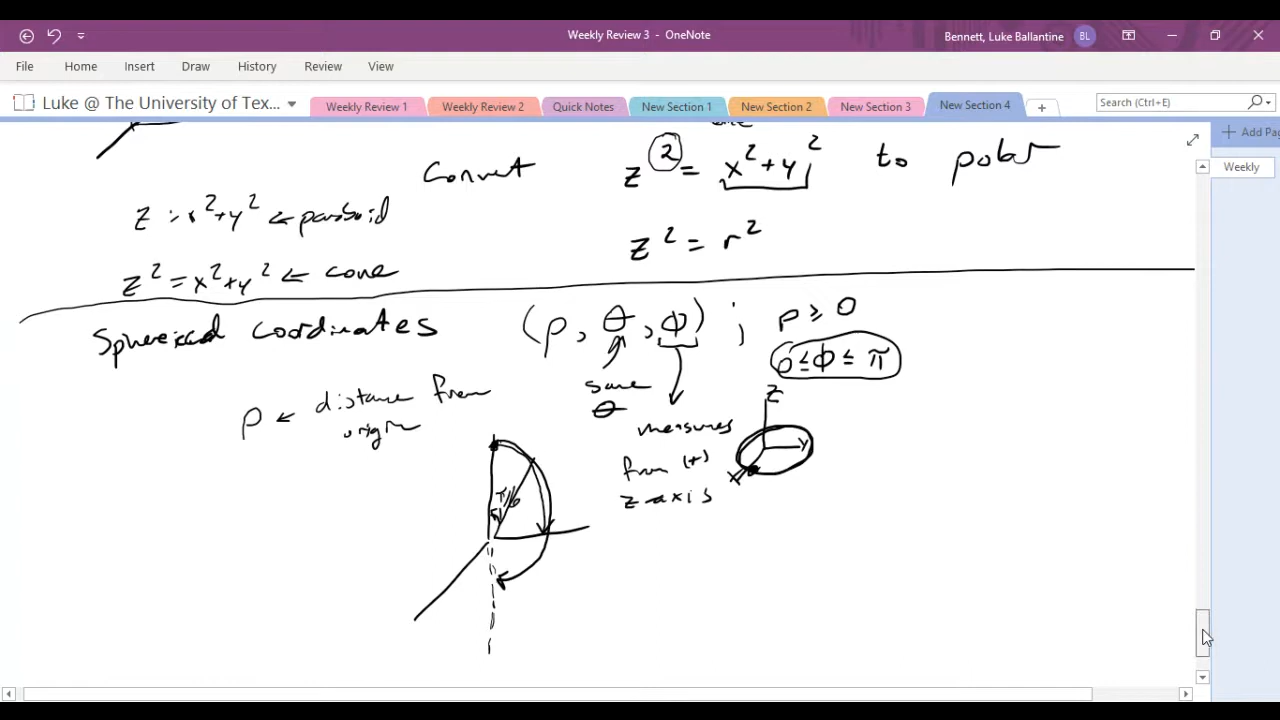 Weekly Review 3 - OneNote
Bennett, Luke Ballantine BL
File Home Insert Draw History Research Review View
Luke @ The University of Tex...
Weekly Review 1 Weekly Review 2 Quick Notes New Section 1 New Section 2 New Section 3 New Section 4 +
Search (Ctrl+E)
Add Pag
Weekly
Convert z² = x² + y² to polar
z = x²+y² ← paraboloid
z² = r²
z² = x²+y² ← cone
Spherical coordinates (ρ, θ, φ) ; ρ ≥ 0
0 ≤ φ ≤ π
ρ ← distance from
origin
same
θ
measures
from (+)
z-axis
π/6
z
y
x